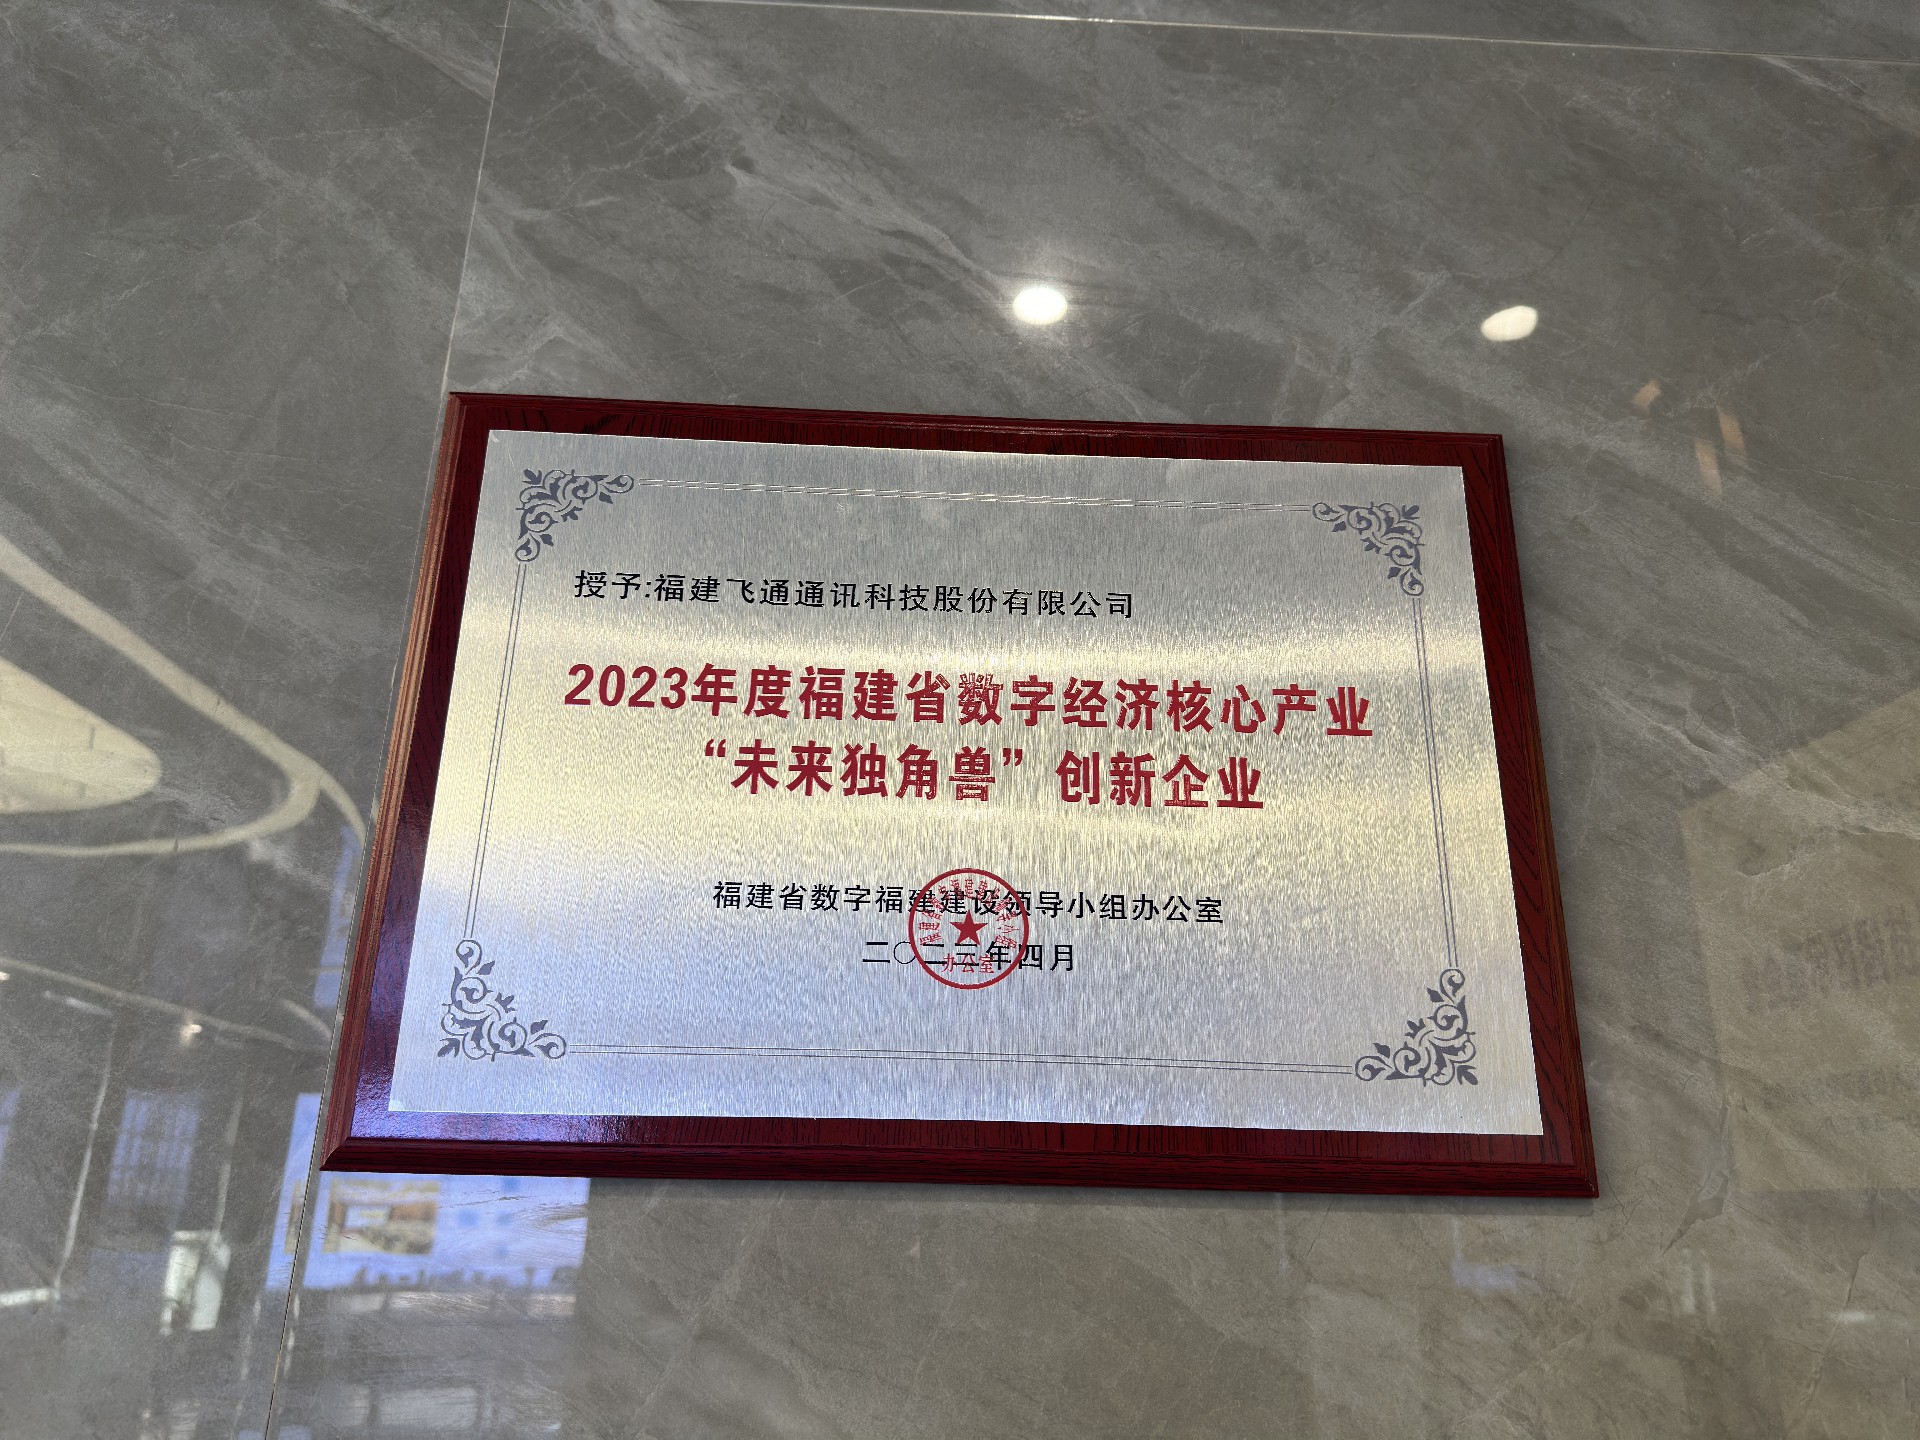 授予:福建飞通通讯科技股份有限公司
2023年度福建省数字经济核心产业
“未来独角兽”创新企业
福建省数字福建建设领导小组办公室
二〇二三年四月
办公室